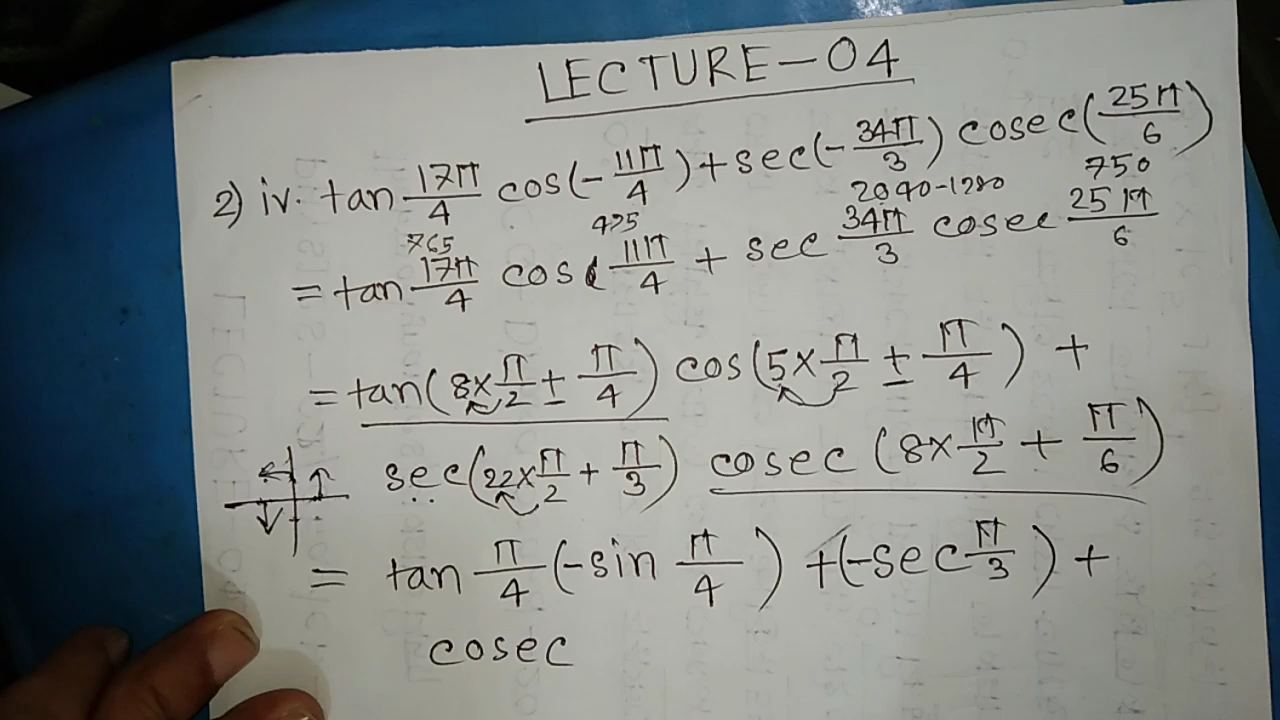 LECTURE-04
2) iv. tan 17π/4 cos(-11π/4)+sec(-34π/3) cosec(25π/6)
765 495 2040-1280 750
= tan 17π/4 cos 11π/4 + sec 34π/3 cosec 25π/6
= tan(8×π/2 ± π/4) cos(5×π/2 ± π/4) +
sec(22×π/2 + π/3) cosec (8×π/2 + π/6)
= tan π/4 (-sin π/4) +(-sec π/3) +
cosec